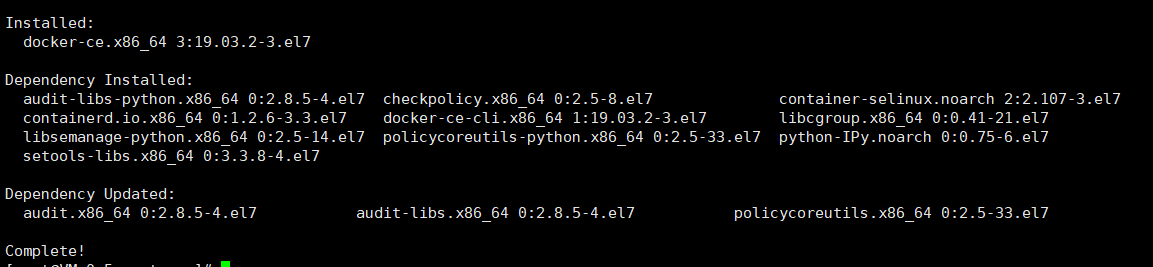 Installed:
docker-ce.x86_64 3:19.03.2-3.el7
Dependency Installed:
audit-libs-python.x86_64 0:2.8.5-4.el7 checkpolicy.x86_64 0:2.5-8.el7 container-selinux.noarch 2:2.107-3.el7
containerd.io.x86_64 0:1.2.6-3.3.el7 docker-ce-cli.x86_64 1:19.03.2-3.el7 libcgroup.x86_64 0:0.41-21.el7
libsemanage-python.x86_64 0:2.5-14.el7 policycoreutils-python.x86_64 0:2.5-33.el7 python-IPy.noarch 0:0.75-6.el7
setools-libs.x86_64 0:3.3.8-4.el7
Dependency Updated:
audit.x86_64 0:2.8.5-4.el7 audit-libs.x86_64 0:2.8.5-4.el7 policycoreutils.x86_64 0:2.5-33.el7
Complete!